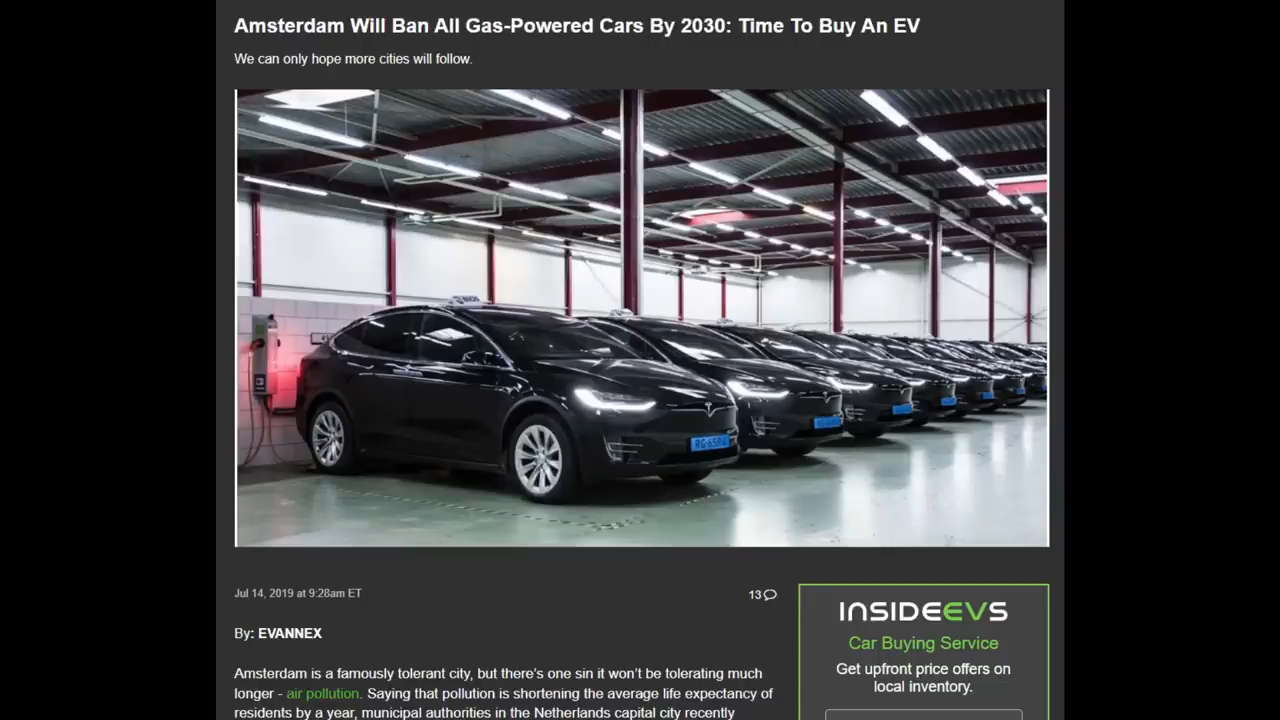 Amsterdam Will Ban All Gas-Powered Cars By 2030: Time To Buy An EV
We can only hope more cities will follow.
Jul 14, 2019 at 9:28am ET
13
By: EVANNEX
Amsterdam is a famously tolerant city, but there's one sin it won't be tolerating much
longer - air pollution. Saying that pollution is shortening the average life expectancy of
residents by a year, municipal authorities in the Netherlands capital city recently
INSIDEEVS
Car Buying Service
Get upfront price offers on
local inventory.